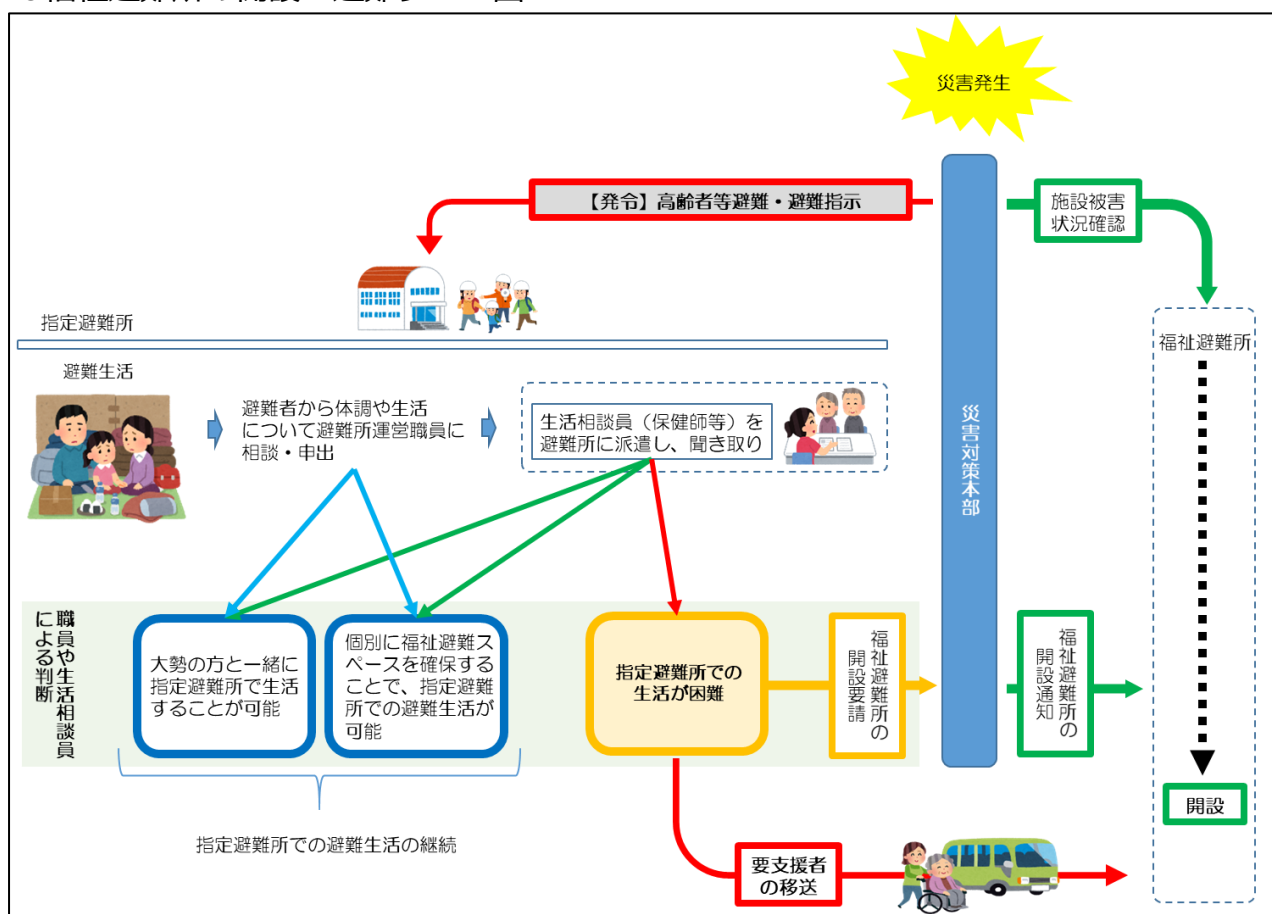 災害発生
【発令】高齢者等避難・避難指示
施設被害
状況確認
指定避難所
福祉避難所
避難生活
避難者から体調や生活
について避難所運営職員に
相談・申出
生活相談員（保健師等）を
避難所に派遣し、聞き取り
災害対策本部
職員や生活相談員
による判断
大勢の方と一緒に
指定避難所で生活
することが可能
個別に福祉避難ス
ペースを確保する
ことで、指定避難
所での避難生活が
可能
指定避難所での
生活が困難
福祉避難所の
開設要請
福祉避難所の
開設通知
開設
指定避難所での避難生活の継続
要支援者
の移送